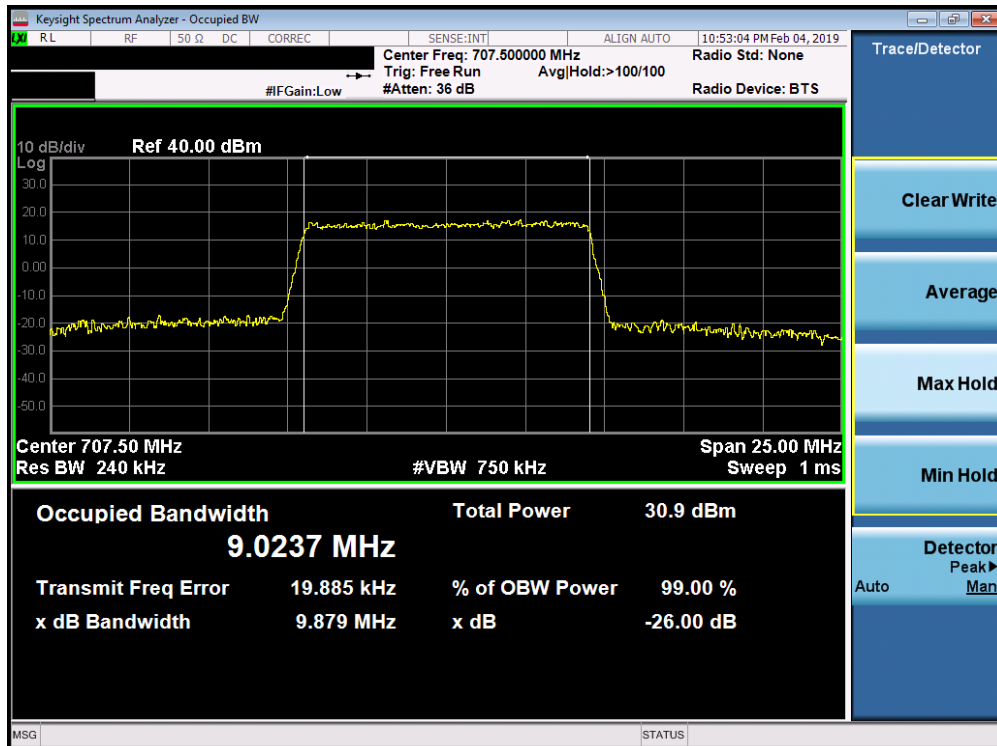 Keysight Spectrum Analyzer - Occupied BW
LXI RL RF 50 Ω DC CORREC SENSE:INT ALIGN AUTO 10:53:04 PM Feb 04, 2019
Center Freq: 707.500000 MHz Radio Std: None
Trig: Free Run Avg|Hold:>100/100
#IFGain:Low #Atten: 36 dB Radio Device: BTS
10 dB/div Ref 40.00 dBm
Log
30.0
20.0
10.0
0.00
-10.0
-20.0
-30.0
-40.0
-50.0
Center 707.50 MHz Span 25.00 MHz
Res BW 240 kHz #VBW 750 kHz Sweep 1 ms
Occupied Bandwidth Total Power 30.9 dBm
9.0237 MHz
Transmit Freq Error 19.885 kHz % of OBW Power 99.00 %
x dB Bandwidth 9.879 MHz x dB -26.00 dB
MSG STATUS
Trace/Detector
Clear Write
Average
Max Hold
Min Hold
Detector
Peak▶
Auto Man